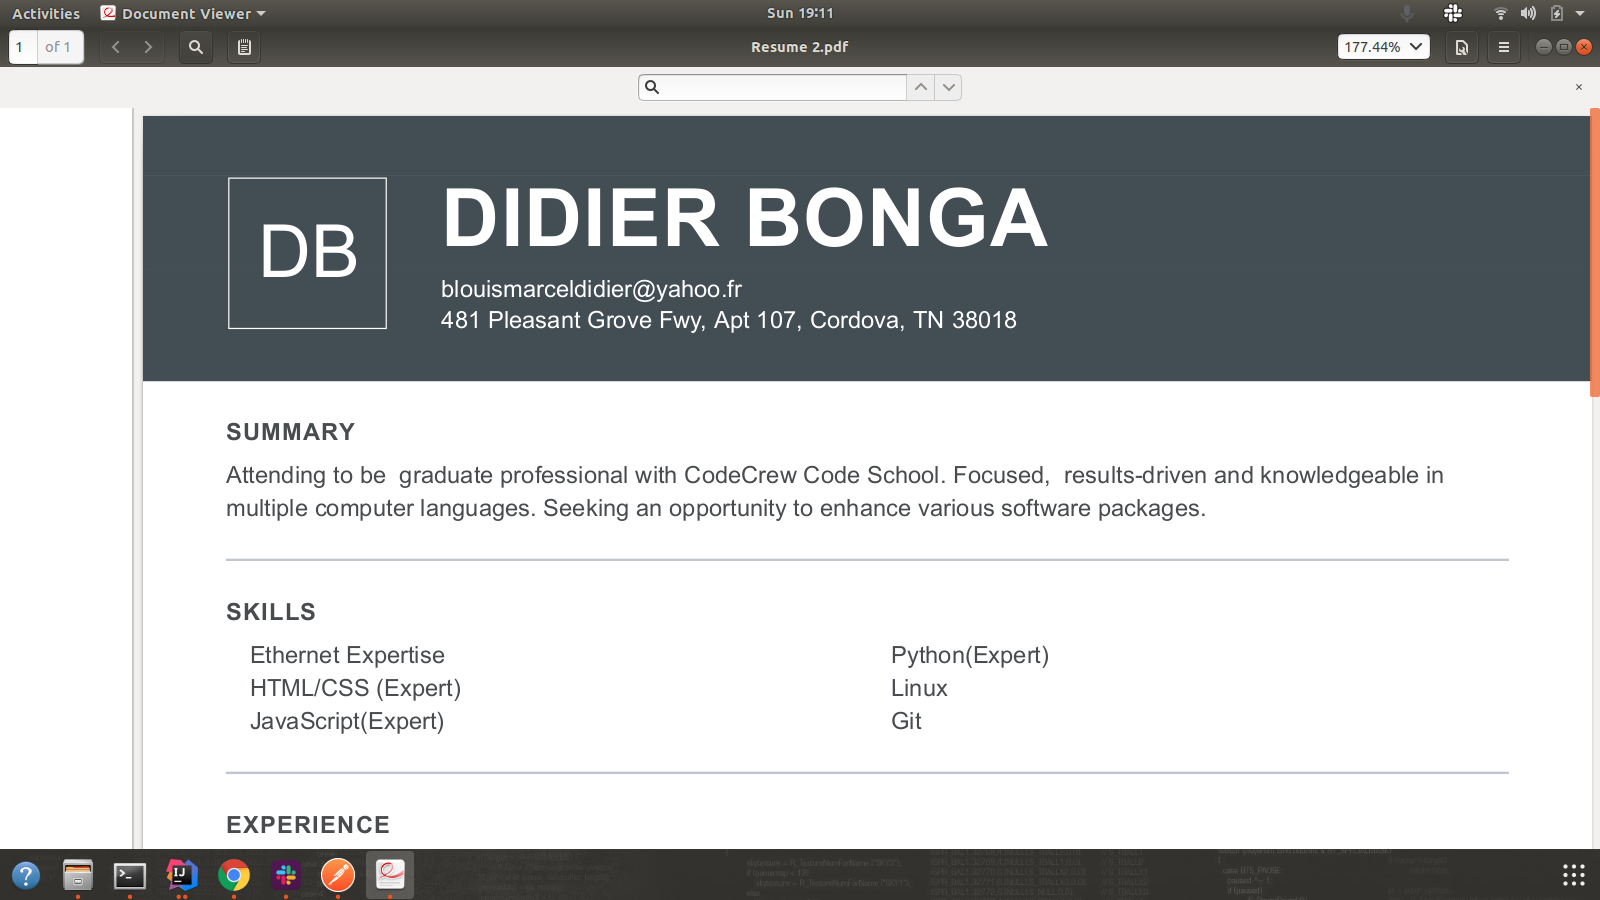 Activities Document Viewer Sun 19:11
1 of 1 Resume 2.pdf 177.44%
DB
DIDIER BONGA
blouismarceldidier@yahoo.fr
481 Pleasant Grove Fwy, Apt 107, Cordova, TN 38018
SUMMARY
Attending to be  graduate professional with CodeCrew Code School. Focused,  results-driven and knowledgeable in
multiple computer languages. Seeking an opportunity to enhance various software packages.
SKILLS
Ethernet Expertise
HTML/CSS (Expert)
JavaScript(Expert)
Python(Expert)
Linux
Git
EXPERIENCE